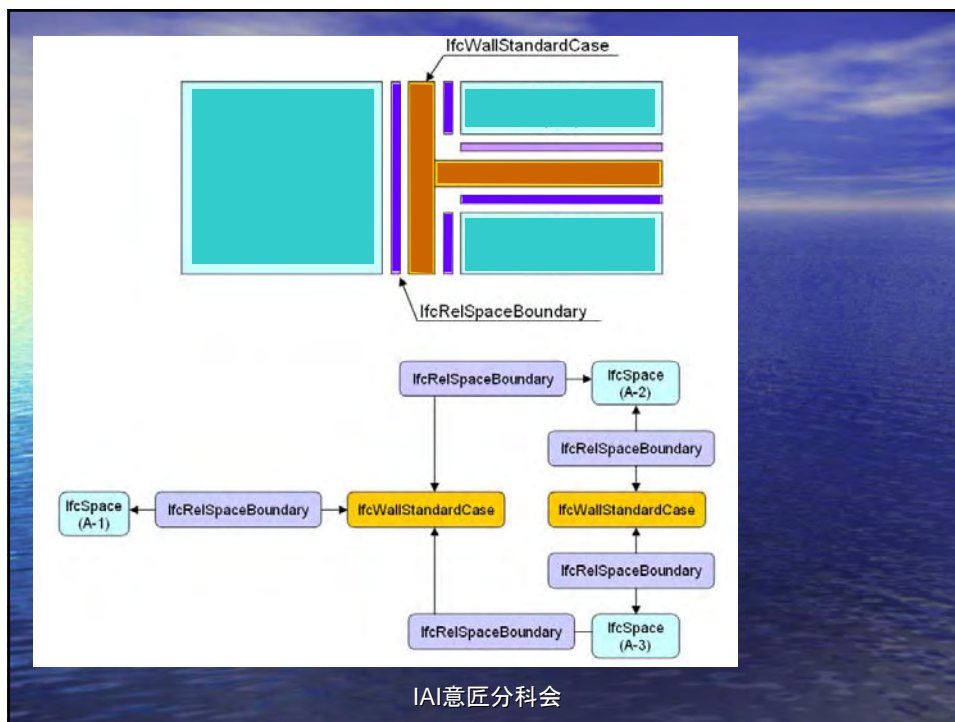 IfcWallStandardCase
IfcRelSpaceBoundary
IfcRelSpaceBoundary
IfcSpace
(A-2)
IfcRelSpaceBoundary
IfcSpace
(A-1)
IfcRelSpaceBoundary
IfcWallStandardCase
IfcWallStandardCase
IfcRelSpaceBoundary
IfcRelSpaceBoundary
IfcSpace
(A-3)
IAI意匠分科会